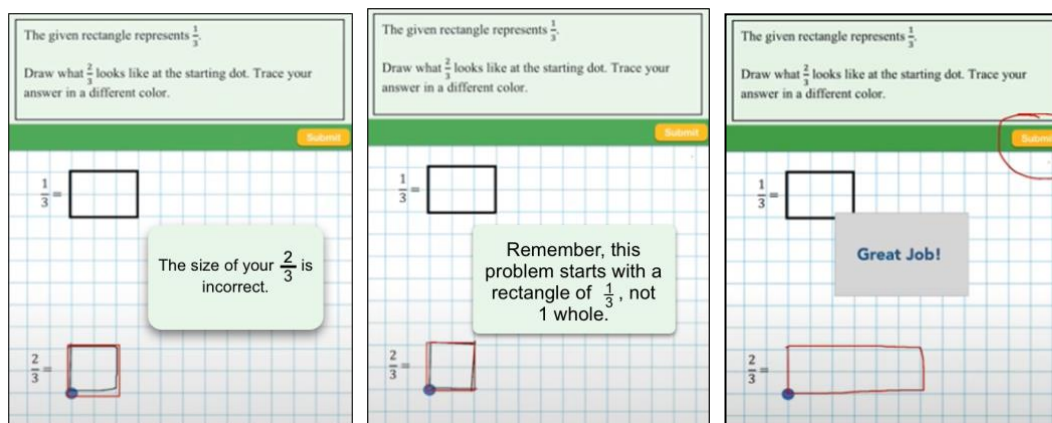 The given rectangle represents 1/3.
Draw what 2/3 looks like at the starting dot. Trace your
answer in a different color.
Submit
1/3 =
The size of your 2/3 is
incorrect.
2/3 =
The given rectangle represents 1/3.
Draw what 2/3 looks like at the starting dot. Trace your
answer in a different color.
Submit
1/3 =
Remember, this
problem starts with a
rectangle of 1/3, not
1 whole.
2/3 =
The given rectangle represents 1/3.
Draw what 2/3 looks like at the starting dot. Trace your
answer in a different color.
Submi
1/3 =
Great Job!
2/3 =